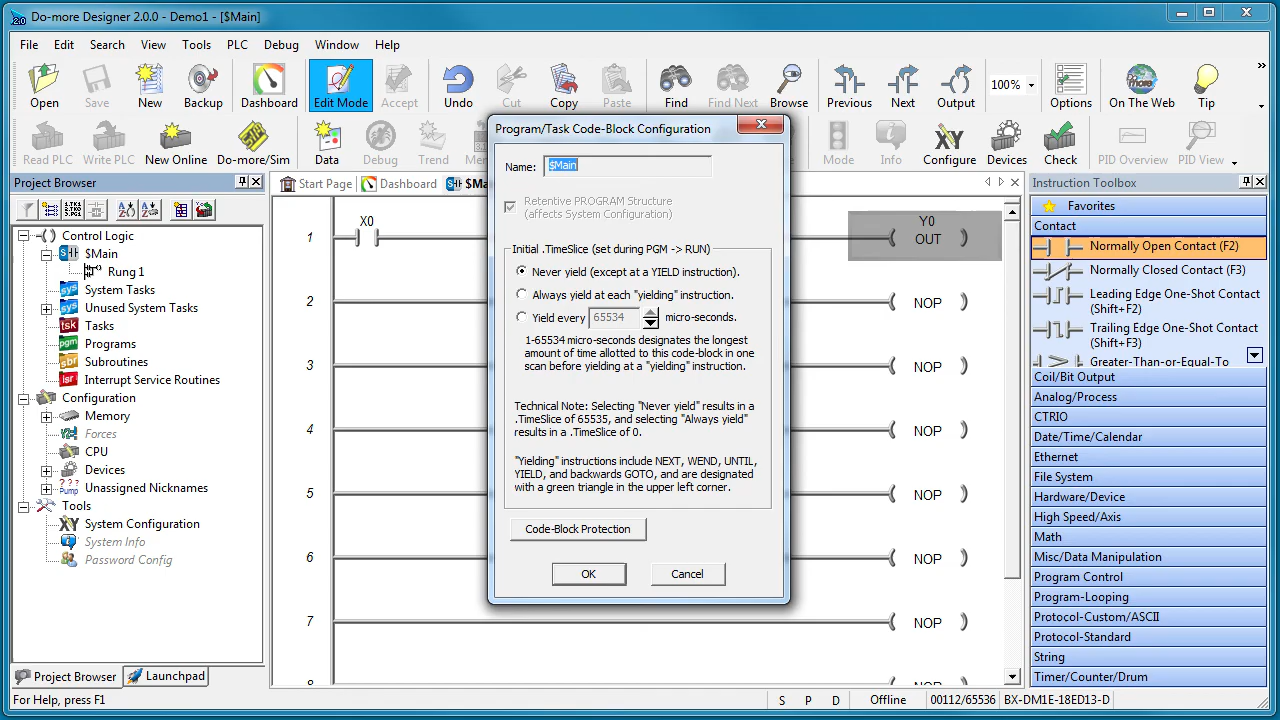 Do-more Designer 2.0.0 - Demo1 - [$Main]
File Edit Search View Tools PLC Debug Window Help
Open Save New Backup Dashboard Edit Mode Accept Undo Cut Copy Paste Find Find Next Browse Previous Next Output 100% Options On The Web Tip
Read PLC Write PLC New Online Do-more/Sim Data Debug Trend Mode Info Configure Devices Check PID Overview PID View
Project Browser
Control Logic
$Main
Rung 1
System Tasks
Unused System Tasks
Tasks
Programs
Subroutines
Interrupt Service Routines
Configuration
Memory
Forces
CPU
Devices
Unassigned Nicknames
Tools
System Configuration
System Info
Password Config
Project Browser Launchpad
Start Page Dashboard $Ma
1 X0 Y0
OUT
2 NOP
3 NOP
4 NOP
5 NOP
6 NOP
7 NOP
Program/Task Code-Block Configuration
Name: $Main
Retentive PROGRAM Structure
(affects System Configuration)
Initial .TimeSlice (set during PGM -> RUN)
Never yield (except at a YIELD instruction).
Always yield at each "yielding" instruction.
Yield every 65534 micro-seconds.
1-65534 micro-seconds designates the longest
amount of time allotted to this code-block in one
scan before yielding at a "yielding" instruction.
Technical Note: Selecting "Never yield" results in a
.TimeSlice of 65535, and selecting "Always yield"
results in a .TimeSlice of 0.
"Yielding" instructions include NEXT, WEND, UNTIL,
YIELD, and backwards GOTO, and are designated
with a green triangle in the upper left corner.
Code-Block Protection
OK Cancel
Instruction Toolbox
Favorites
Contact
Normally Open Contact (F2)
Normally Closed Contact (F3)
Leading Edge One-Shot Contact
(Shift+F2)
Trailing Edge One-Shot Contact
(Shift+F3)
Greater-Than-or-Equal-To
Coil/Bit Output
Analog/Process
CTRIO
Date/Time/Calendar
Ethernet
File System
Hardware/Device
High Speed/Axis
Math
Misc/Data Manipulation
Program Control
Program-Looping
Protocol-Custom/ASCII
Protocol-Standard
String
Timer/Counter/Drum
For Help, press F1 S P D Offline 00112/65536 BX-DM1E-18ED13-D